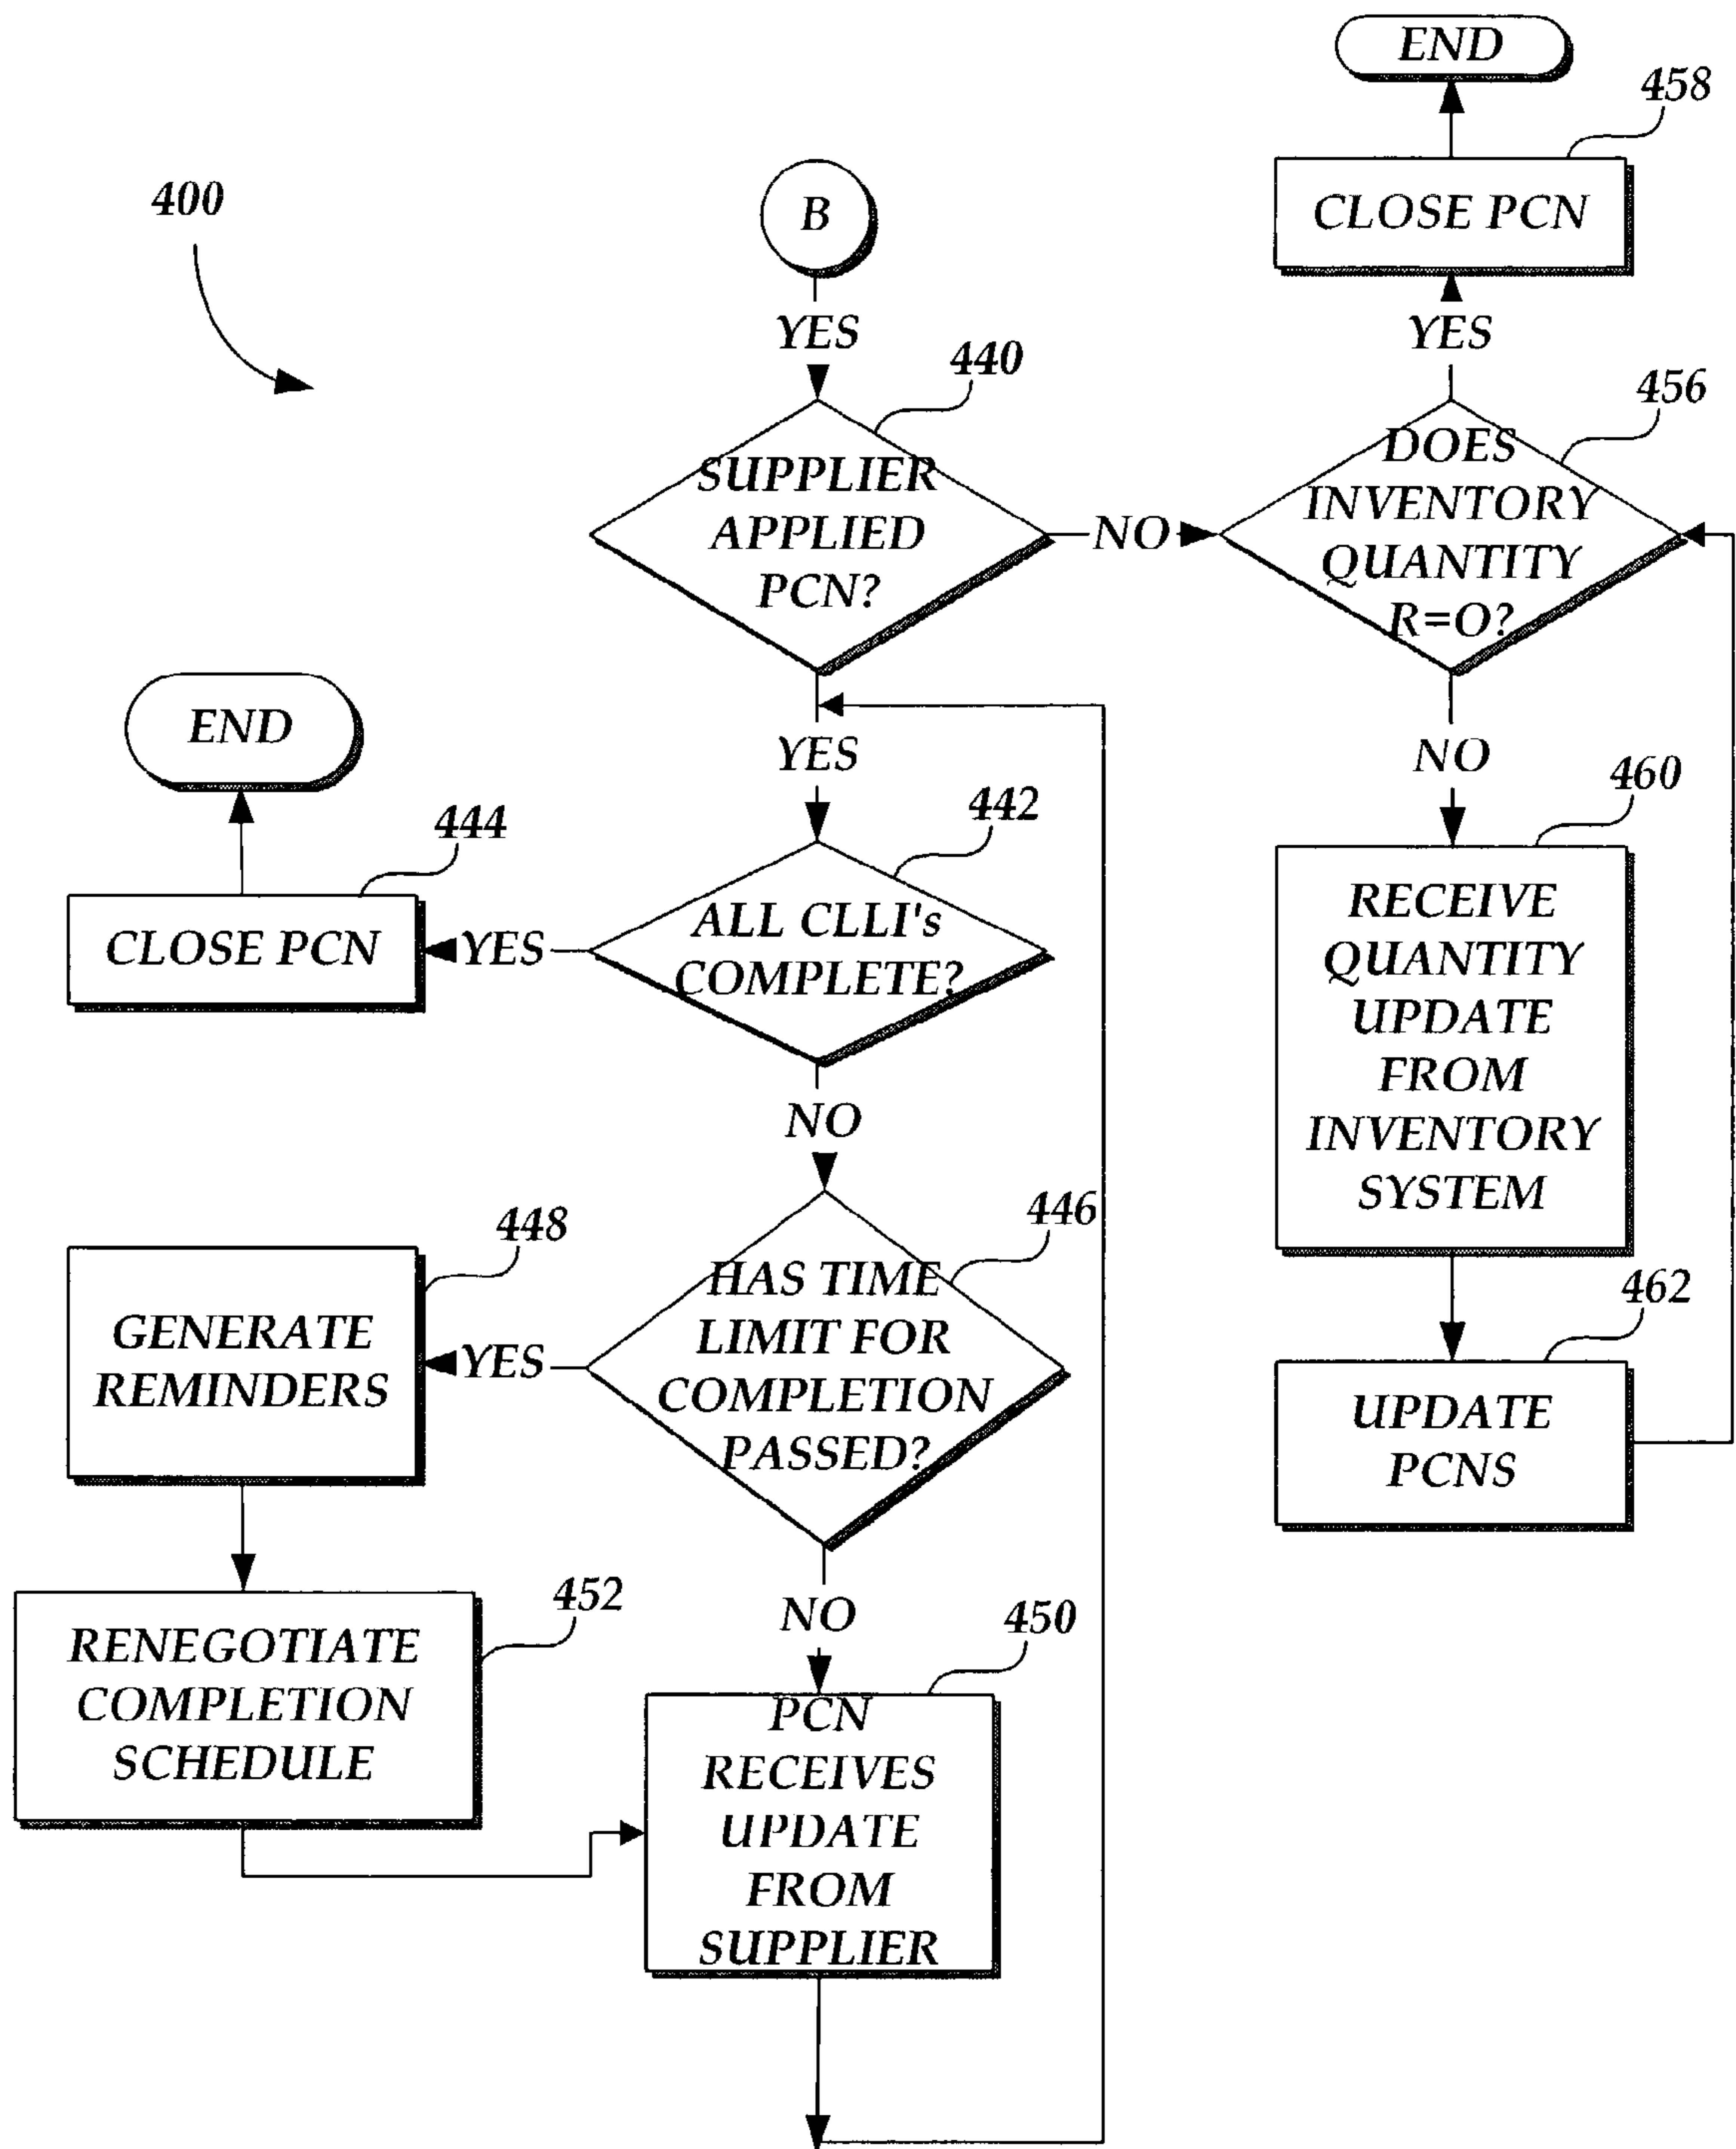 END
458
CLOSE PCN
400
B
YES
YES
440
456
SUPPLIER
APPLIED
PCN?
NO
DOES
INVENTORY
QUANTITY
R=O?
END
YES
NO
444
442
460
CLOSE PCN
YES
ALL CLLI's
COMPLETE?
RECEIVE
QUANTITY
UPDATE
FROM
INVENTORY
SYSTEM
NO
448
446
462
GENERATE
REMINDERS
YES
HAS TIME
LIMIT FOR
COMPLETION
PASSED?
UPDATE
PCNS
452
NO
450
RENEGOTIATE
COMPLETION
SCHEDULE
PCN
RECEIVES
UPDATE
FROM
SUPPLIER